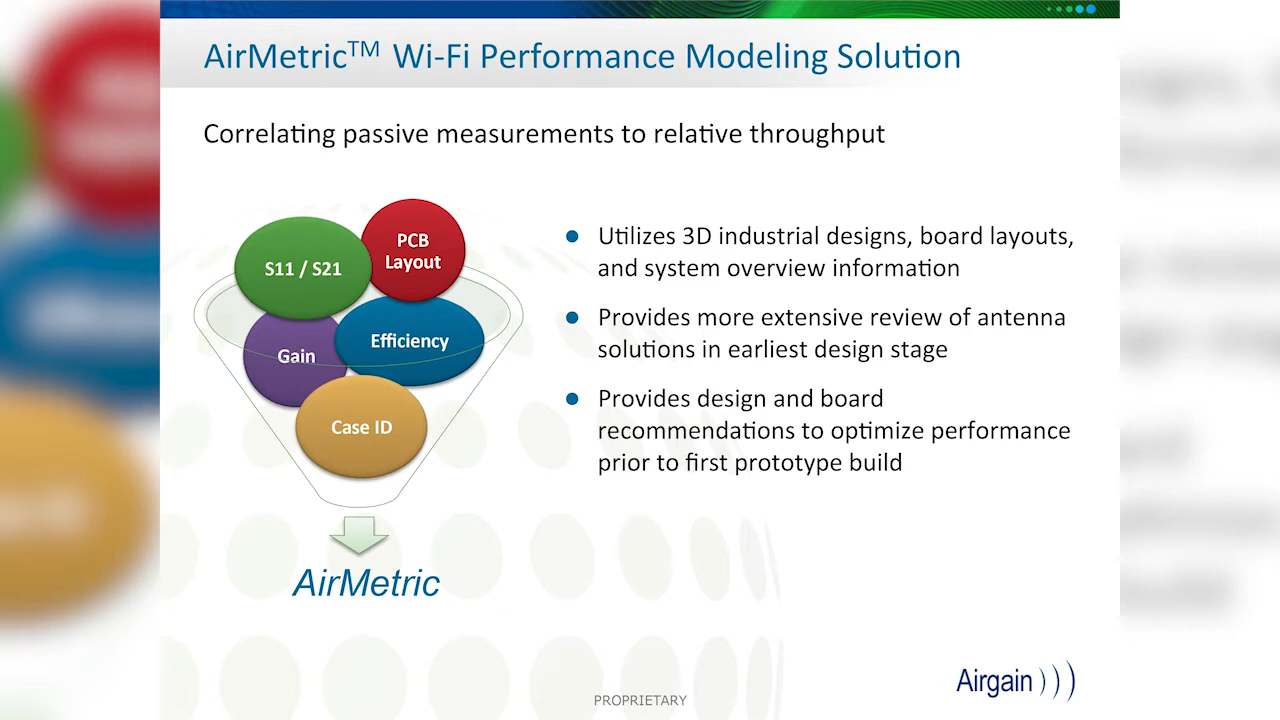 AirMetric™ Wi-Fi Performance Modeling Solution
Correlating passive measurements to relative throughput
PCB
Layout
S11 / S21
Efficiency
Gain
Case ID
AirMetric
● Utilizes 3D industrial designs, board layouts,
and system overview information
● Provides more extensive review of antenna
solutions in earliest design stage
● Provides design and board
recommendations to optimize performance
prior to first prototype build
Airgain
PROPRIETARY